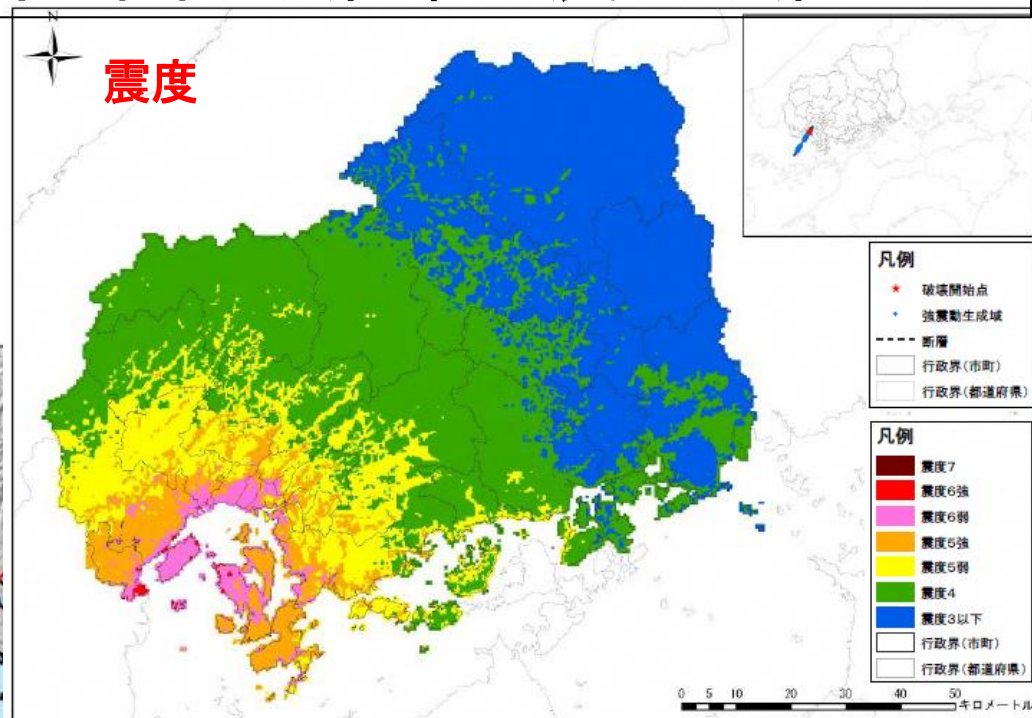 N
震度
凡例
破壊開始点
強震動生成域
断層
行政界(市町)
行政界(都道府県)
凡例
震度7
震度6強
震度6弱
震度5強
震度5弱
震度4
震度3以下
行政界(市町)
行政界(都道府県)
0 5 10 20 30 40 50
キロメートル